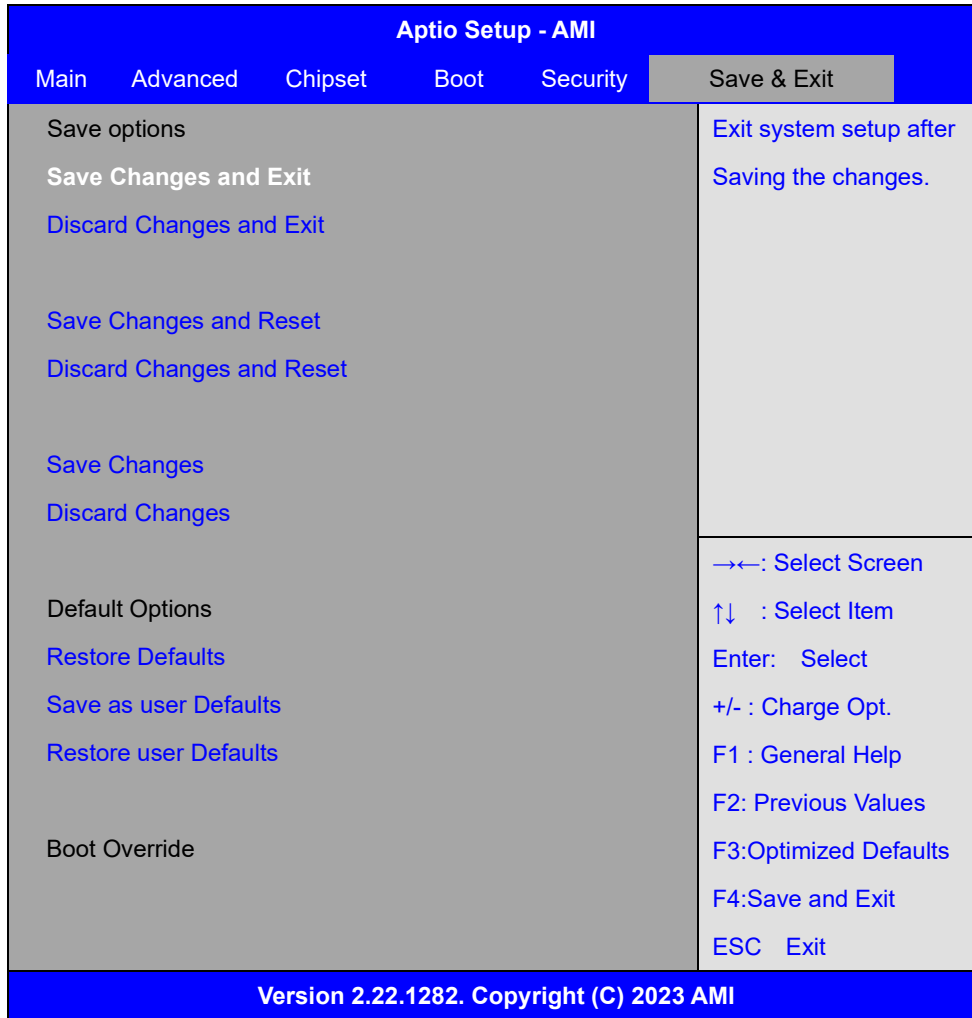 Aptio Setup - AMI
Main Advanced Chipset Boot Security Save & Exit
Save options
Save Changes and Exit
Discard Changes and Exit
Save Changes and Reset
Discard Changes and Reset
Save Changes
Discard Changes
Default Options
Restore Defaults
Save as user Defaults
Restore user Defaults
Boot Override
Exit system setup after
Saving the changes.
→←: Select Screen
↑↓ : Select Item
Enter: Select
+/- : Charge Opt.
F1 : General Help
F2: Previous Values
F3:Optimized Defaults
F4:Save and Exit
ESC Exit
Version 2.22.1282. Copyright (C) 2023 AMI